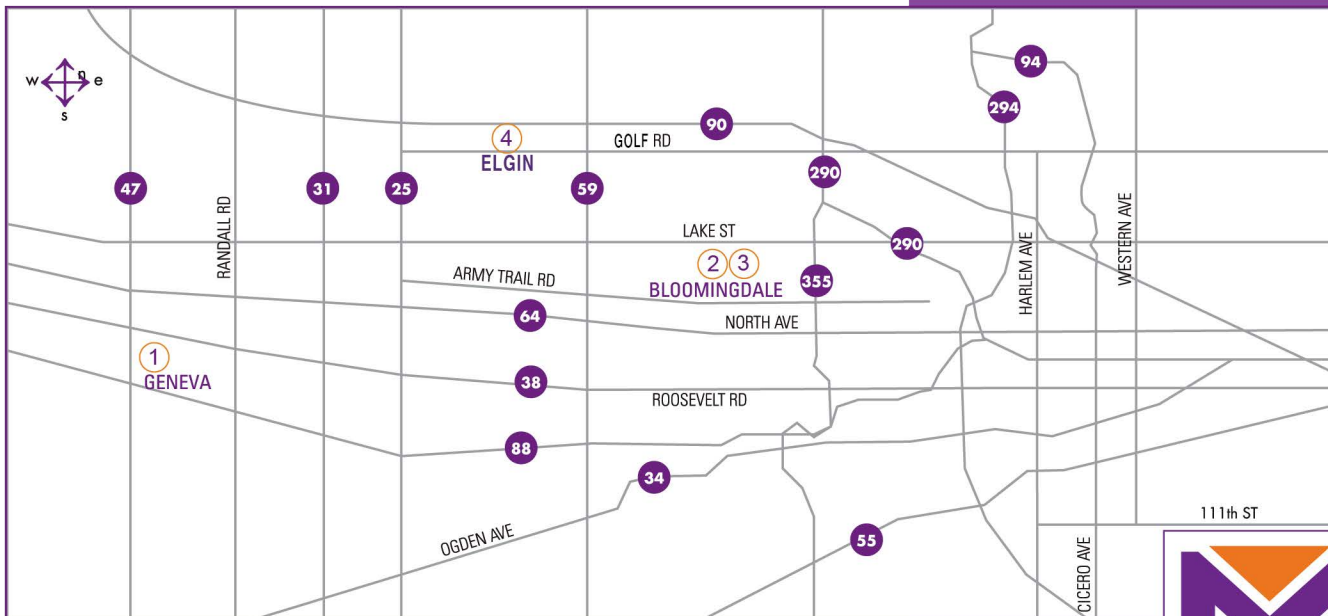 94
n
w e
s
294
90
4
GOLF RD
ELGIN
290
47
31
25
59
RANDALL RD
WESTERN AVE
LAKE ST
290
HARLEM AVE
2 3
ARMY TRAIL RD
355
BLOOMINGDALE
64
NORTH AVE
1
GENEVA
38
ROOSEVELT RD
88
34
111th ST
OGDEN AVE
55
CICERO AVE